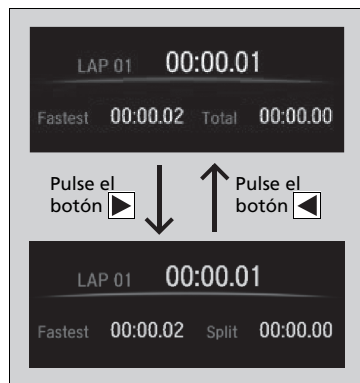 LAP 01 00:00.01
Fastest 00:00.02 Total 00:00.00
Pulse el
botón
Pulse el
botón
LAP 01 00:00.01
Fastest 00:00.02 Split 00:00.00